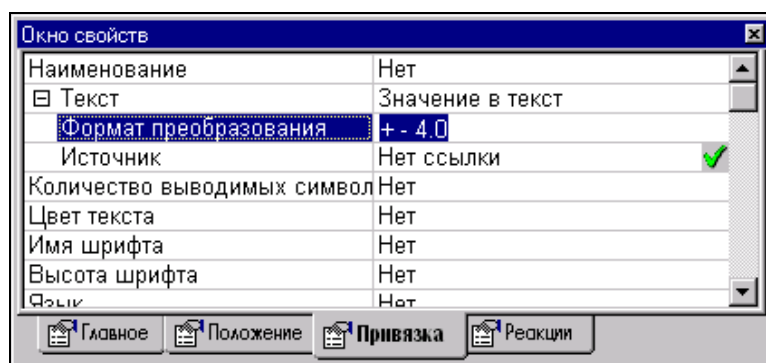 Окно свойств
Наименование Нет
Текст Значение в текст
Формат преобразования + - 4.0
Источник Нет ссылки
Количество выводимых символ Нет
Цвет текста Нет
Имя шрифта Нет
Высота шрифта Нет
Язык Нет
Главное Положение Привязка Реакции